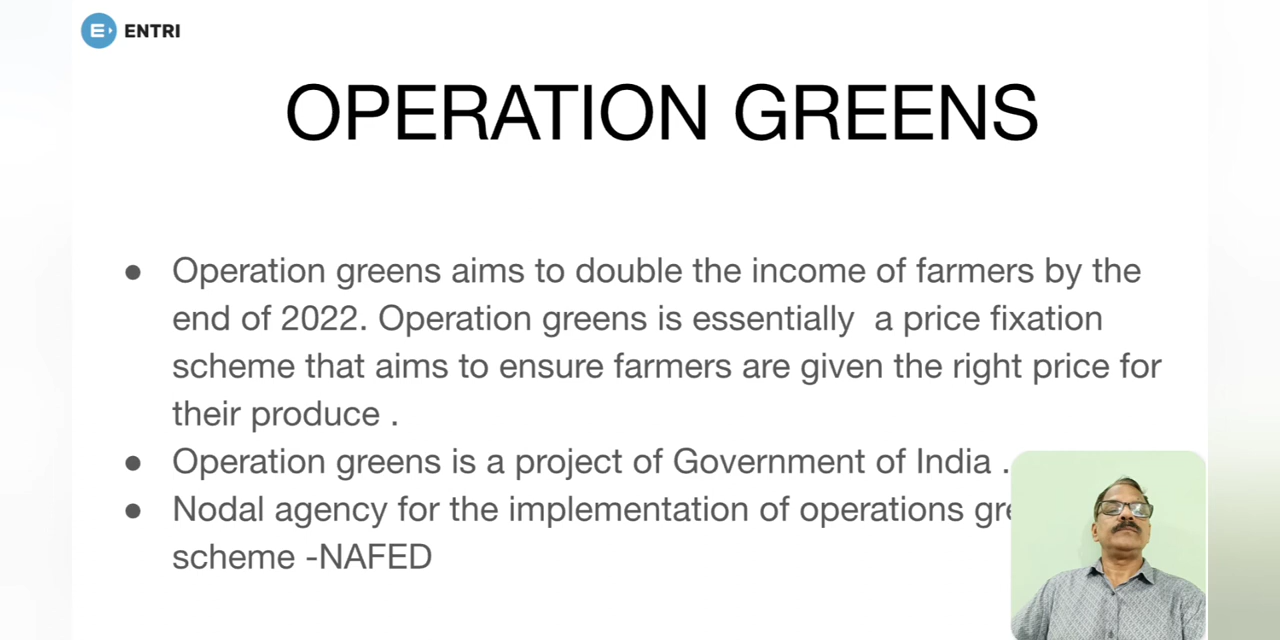 ENTRI
OPERATION GREENS
● Operation greens aims to double the income of farmers by the
end of 2022. Operation greens is essentially a price fixation
scheme that aims to ensure farmers are given the right price for
their produce .
● Operation greens is a project of Government of India .
● Nodal agency for the implementation of operations
scheme -NAFED